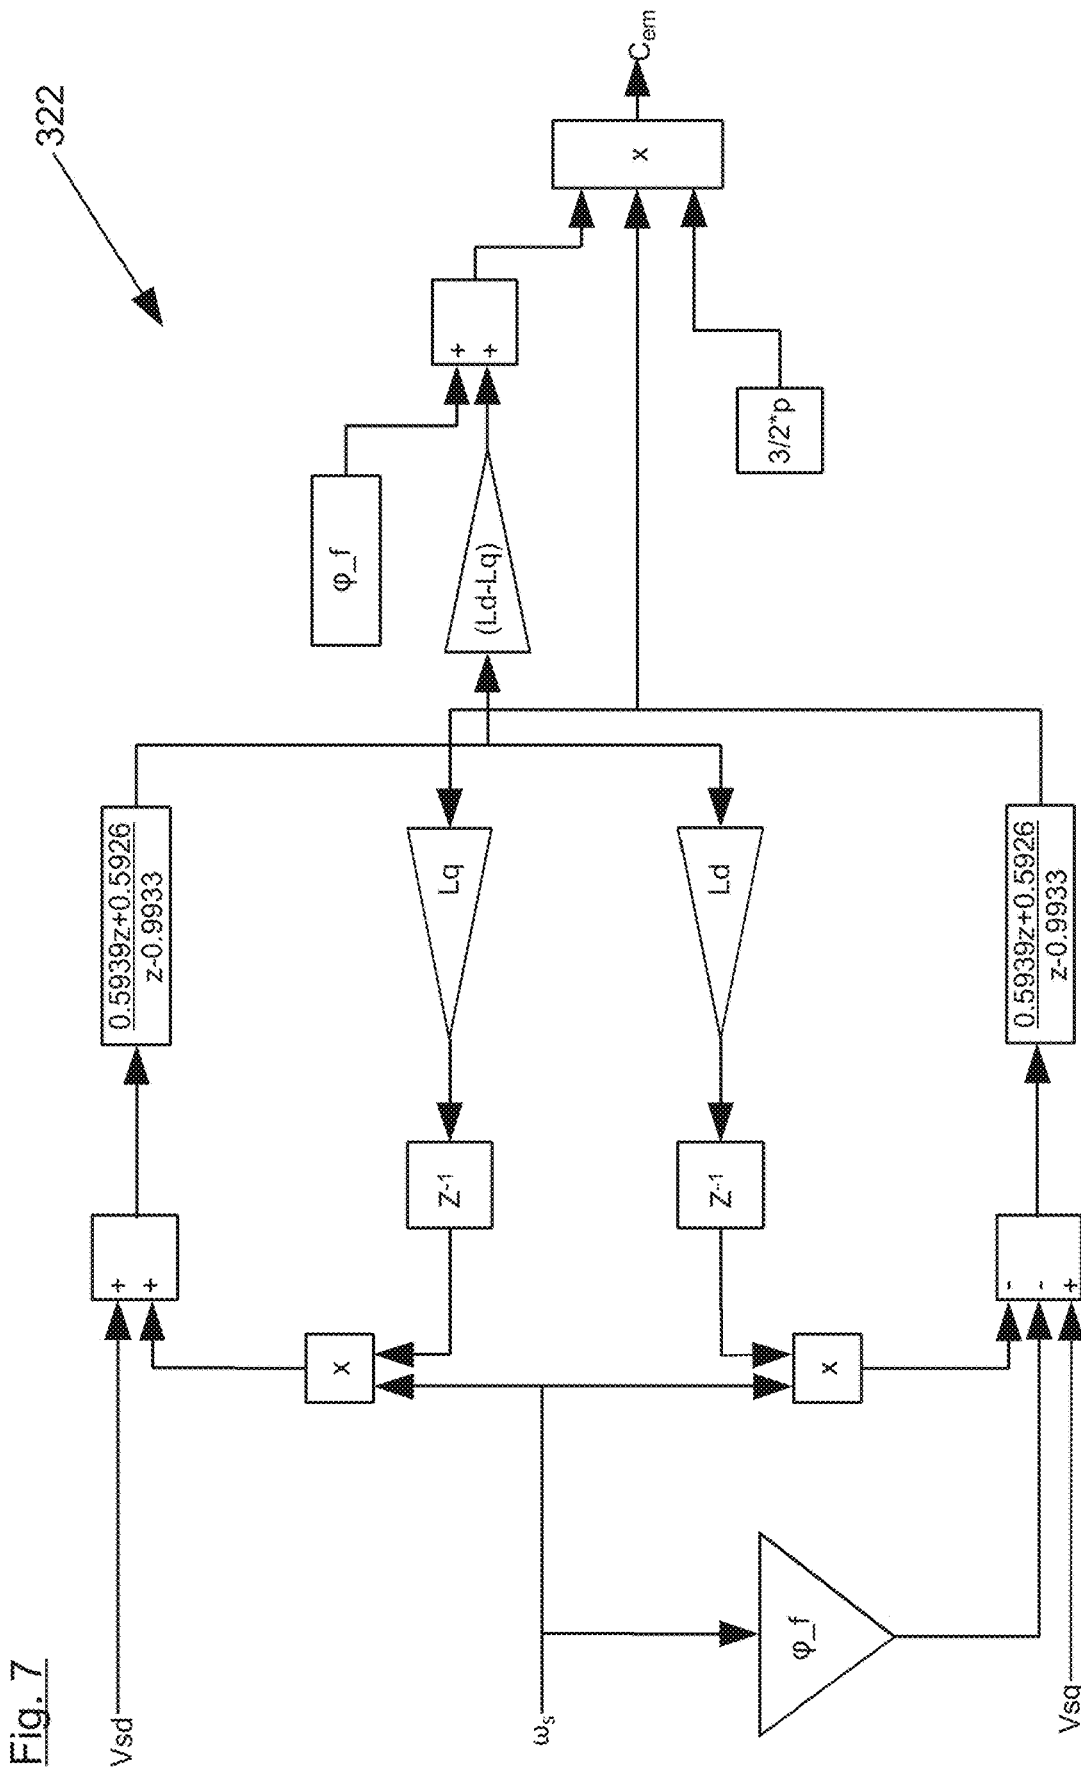 Fig. 7
322
Vsd
+
+
0.5939z+0.5926
z-0.9933
φ_f
+
+
x
Cem
(Ld-Lq)
x
Z-1
Lq
ωs
3/2*p
x
Z-1
Ld
φ_f
-
-
+
0.5939z+0.5926
z-0.9933
Vsq